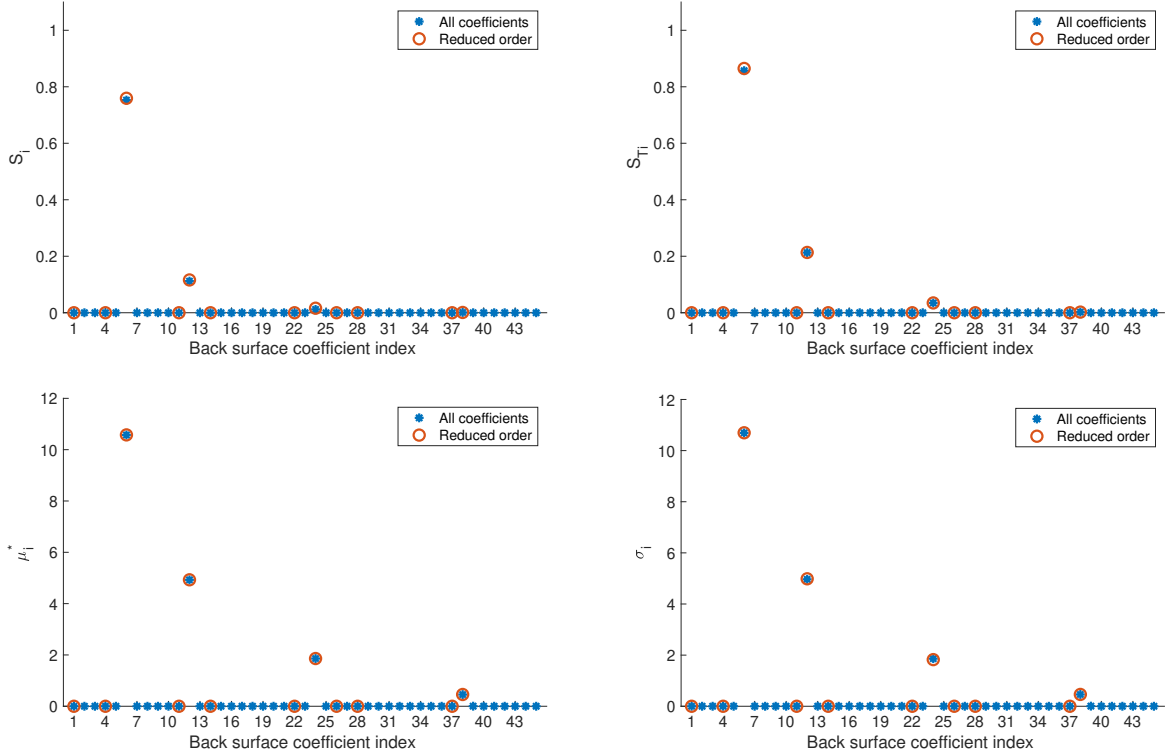 1
0.8
0.6
0.4
0.2
0
S_i
1 4 7 10 13 16 19 22 25 28 31 34 37 40 43
Back surface coefficient index
All coefficients
Reduced order
1
0.8
0.6
0.4
0.2
0
S_Ti
1 4 7 10 13 16 19 22 25 28 31 34 37 40 43
Back surface coefficient index
All coefficients
Reduced order
12
10
8
6
4
2
0
μ_i^*
1 4 7 10 13 16 19 22 25 28 31 34 37 40 43
Back surface coefficient index
All coefficients
Reduced order
12
10
8
6
4
2
0
σ_i
1 4 7 10 13 16 19 22 25 28 31 34 37 40 43
Back surface coefficient index
All coefficients
Reduced order